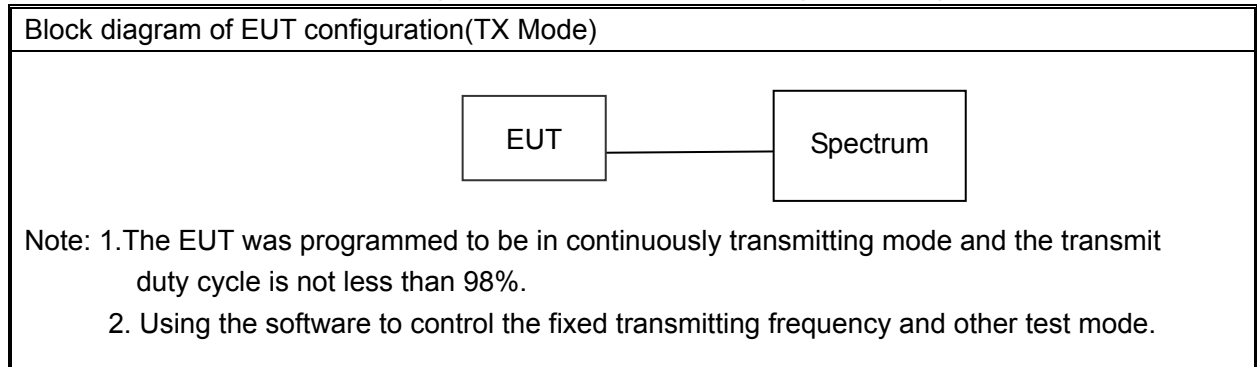 Block diagram of EUT configuration(TX Mode)
EUT
Spectrum
Note: 1.The EUT was programmed to be in continuously transmitting mode and the transmit
duty cycle is not less than 98%.
2. Using the software to control the fixed transmitting frequency and other test mode.